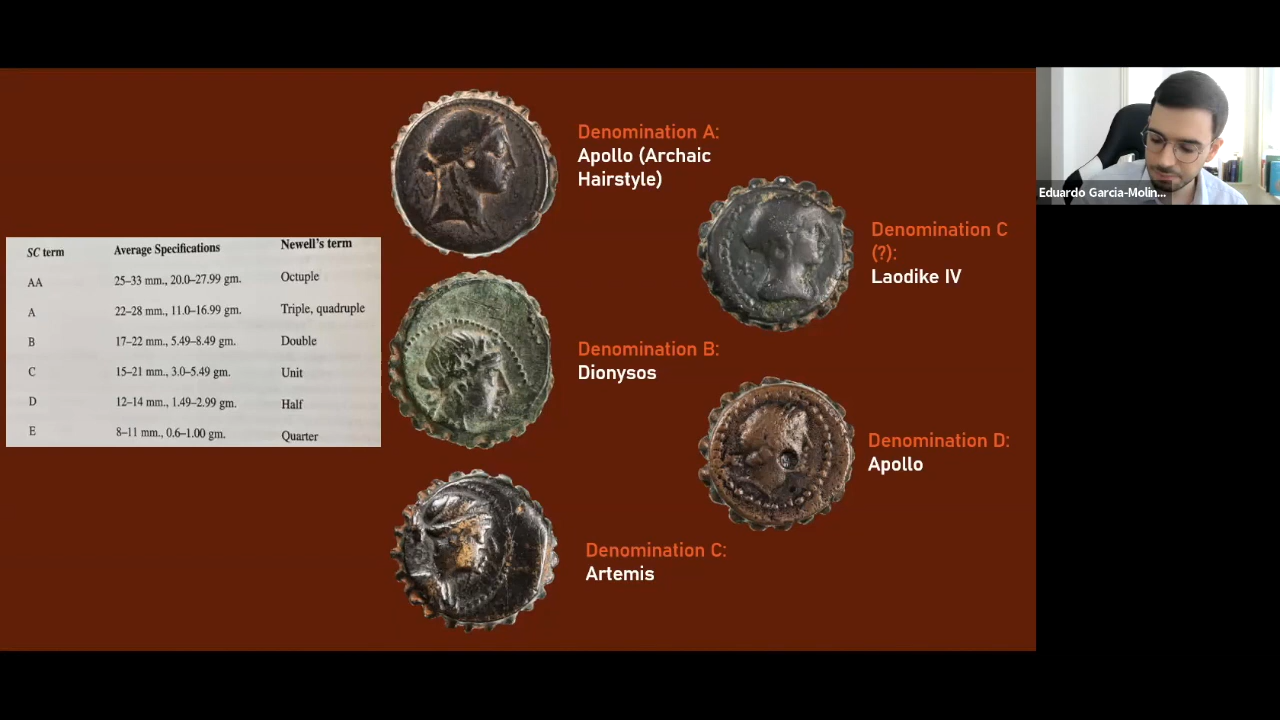 SC term Average Specifications Newell's term
AA 25–33 mm., 20.0–27.99 gm. Octuple
A 22–28 mm., 11.0–16.99 gm. Triple, quadruple
B 17–22 mm., 5.49–8.49 gm. Double
C 15–21 mm., 3.0–5.49 gm. Unit
D 12–14 mm., 1.49–2.99 gm. Half
E 8–11 mm., 0.6–1.00 gm. Quarter
Denomination A:
Apollo (Archaic
Hairstyle)
Denomination B:
Dionysos
Denomination C:
Artemis
Denomination C
(?):
Laodike IV
Denomination D:
Apollo
Eduardo Garcia-Molin...